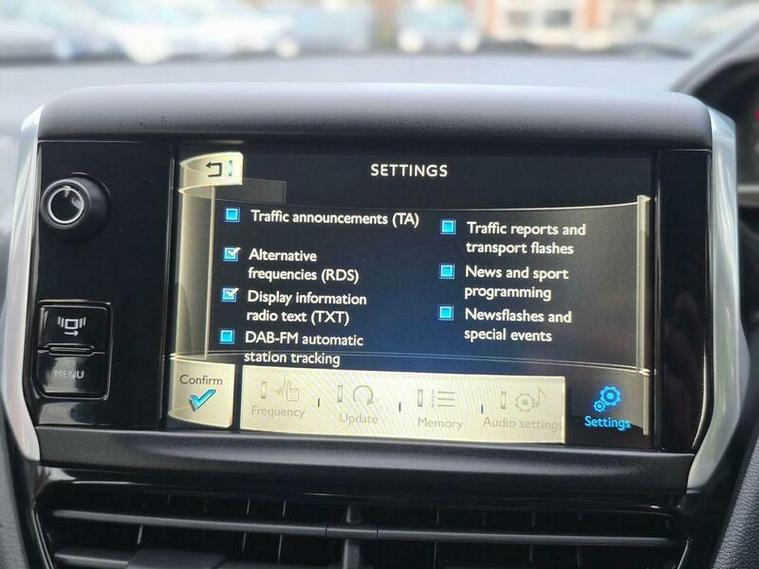 SETTINGS
Traffic announcements (TA)
Alternative
frequencies (RDS)
Display information
radio text (TXT)
DAB-FM automatic
station tracking
Traffic reports and
transport flashes
News and sport
programming
Newsflashes and
special events
Confirm
Frequency
Update
Memory
Audio settings
Settings
MENU